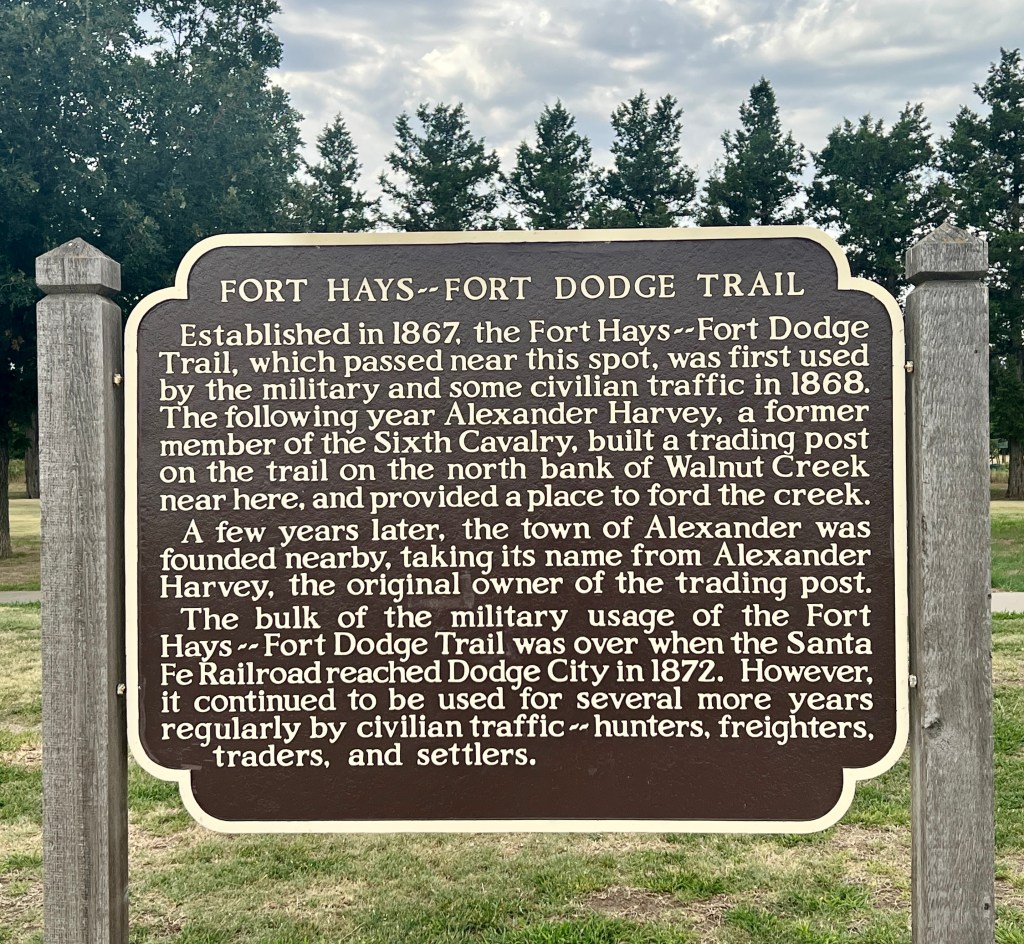 FORT HAYS--FORT DODGE TRAIL
Established in 1867, the Fort Hays--Fort Dodge
Trail, which passed near this spot, was first used
by the military and some civilian traffic in 1868.
The following year Alexander Harvey, a former
member of the Sixth Cavalry, built a trading post
on the trail on the north bank of Walnut Creek
near here, and provided a place to ford the creek.
A few years later, the town of Alexander was
founded nearby, taking its name from Alexander
Harvey, the original owner of the trading post.
The bulk of the military usage of the Fort
Hays--Fort Dodge Trail was over when the Santa
Fe Railroad reached Dodge City in 1872. However,
it continued to be used for several more years
regularly by civilian traffic--hunters, freighters,
traders, and settlers.